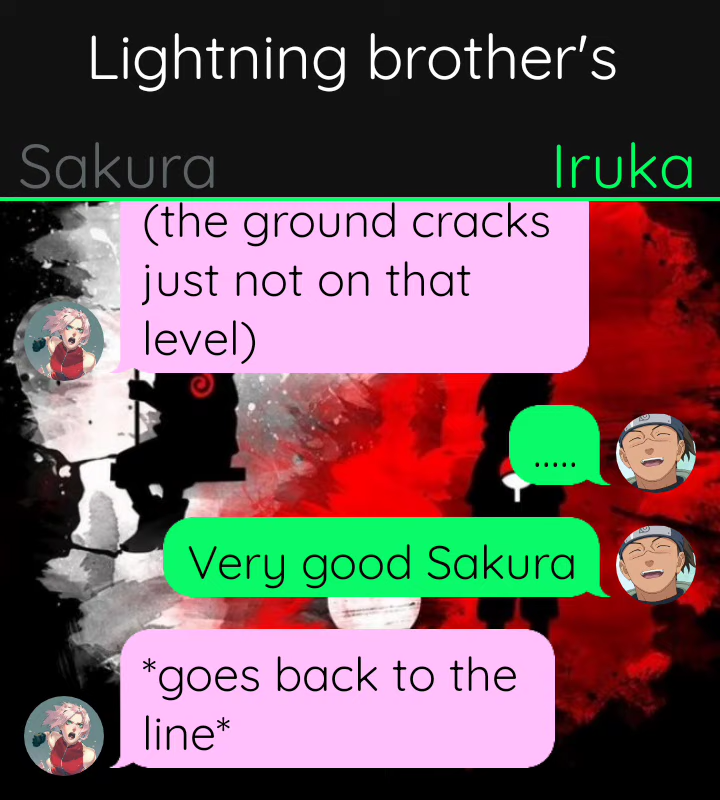 Lightning brother's
Sakura
Iruka
(the ground cracks
just not on that
level)
.....
Very good Sakura
*goes back to the
line*